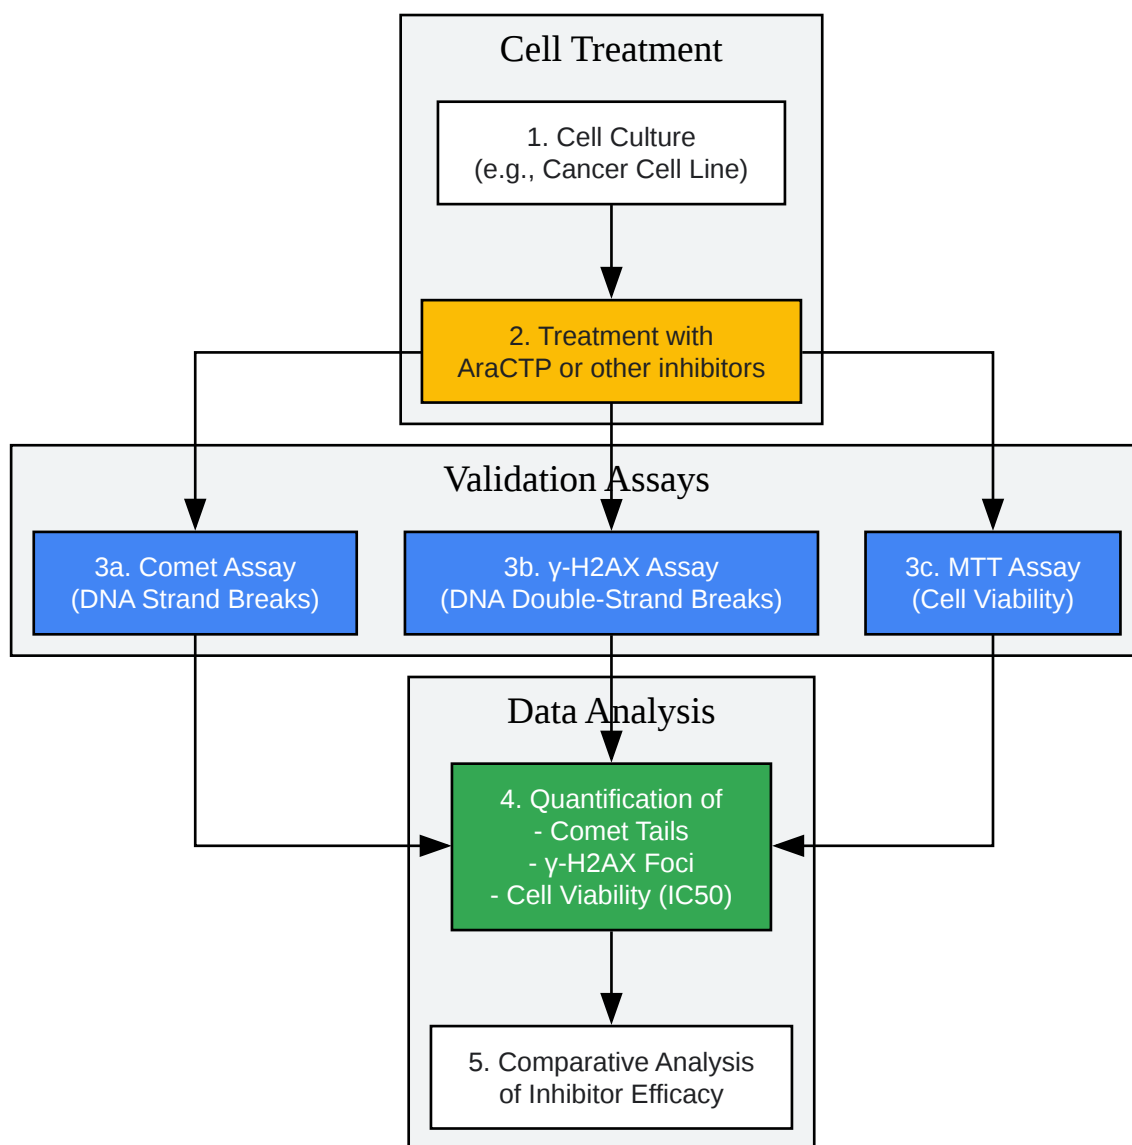 Cell Treatment
1. Cell Culture
(e.g., Cancer Cell Line)
2. Treatment with
AraCTP or other inhibitors
Validation Assays
3a. Comet Assay
(DNA Strand Breaks)
3b. γ-H2AX Assay
(DNA Double-Strand Breaks)
3c. MTT Assay
(Cell Viability)
Data Analysis
4. Quantification of
- Comet Tails
- γ-H2AX Foci
- Cell Viability (IC50)
5. Comparative Analysis
of Inhibitor Efficacy